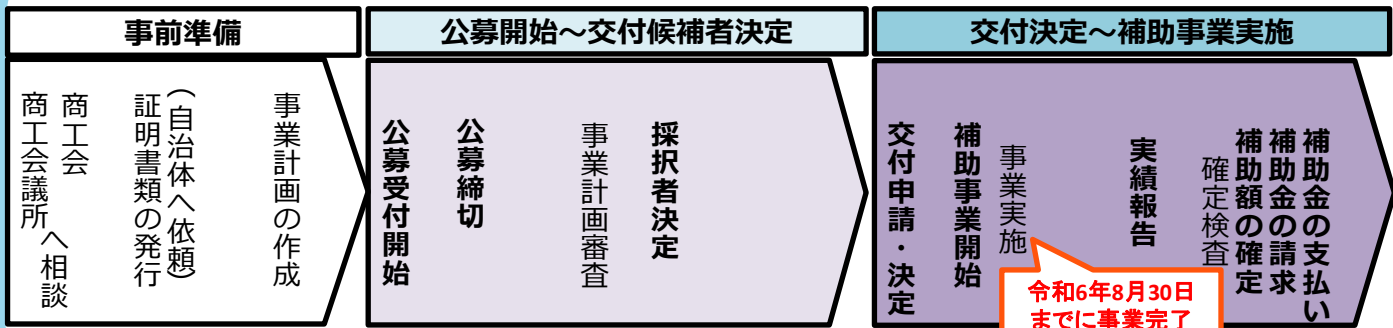 事前準備
公募開始～交付候補者決定
交付決定～補助事業実施
商工会
商工会議所
へ相談
証明書類の発行
（自治体へ依頼）
事業計画の作成
公募受付開始
公募締切
事業計画審査
採択者決定
交付申請・決定
補助事業開始
事業実施
令和6年8月30日
までに事業完了
実績報告
確定検査
補助額の確定
補助金の請求
補助金の支払い